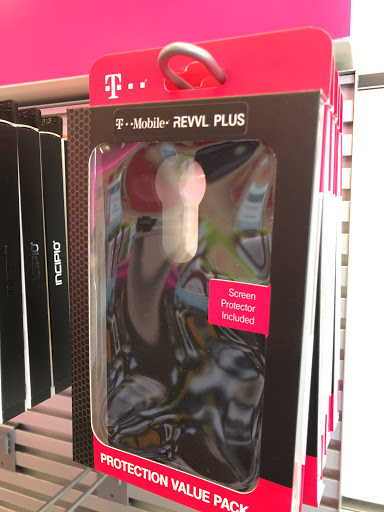 T
T Mobile REVVL PLUS
Screen
Protector
Included
INCIPIO
PROTECTION VALUE PACK